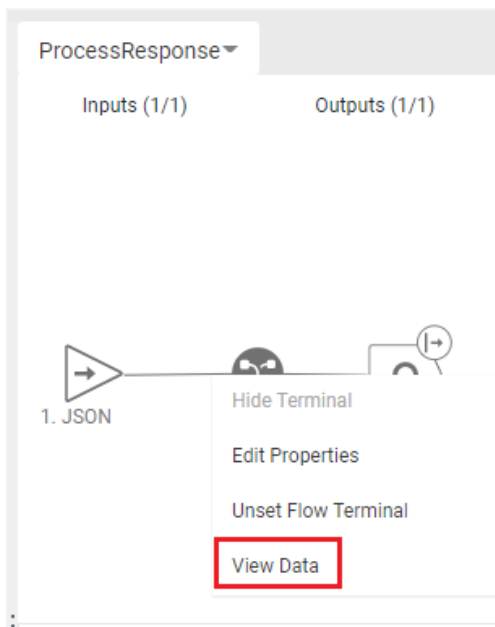 ProcessResponse
Inputs (1/1) Outputs (1/1)
1. JSON
Hide Terminal
Edit Properties
Unset Flow Terminal
View Data